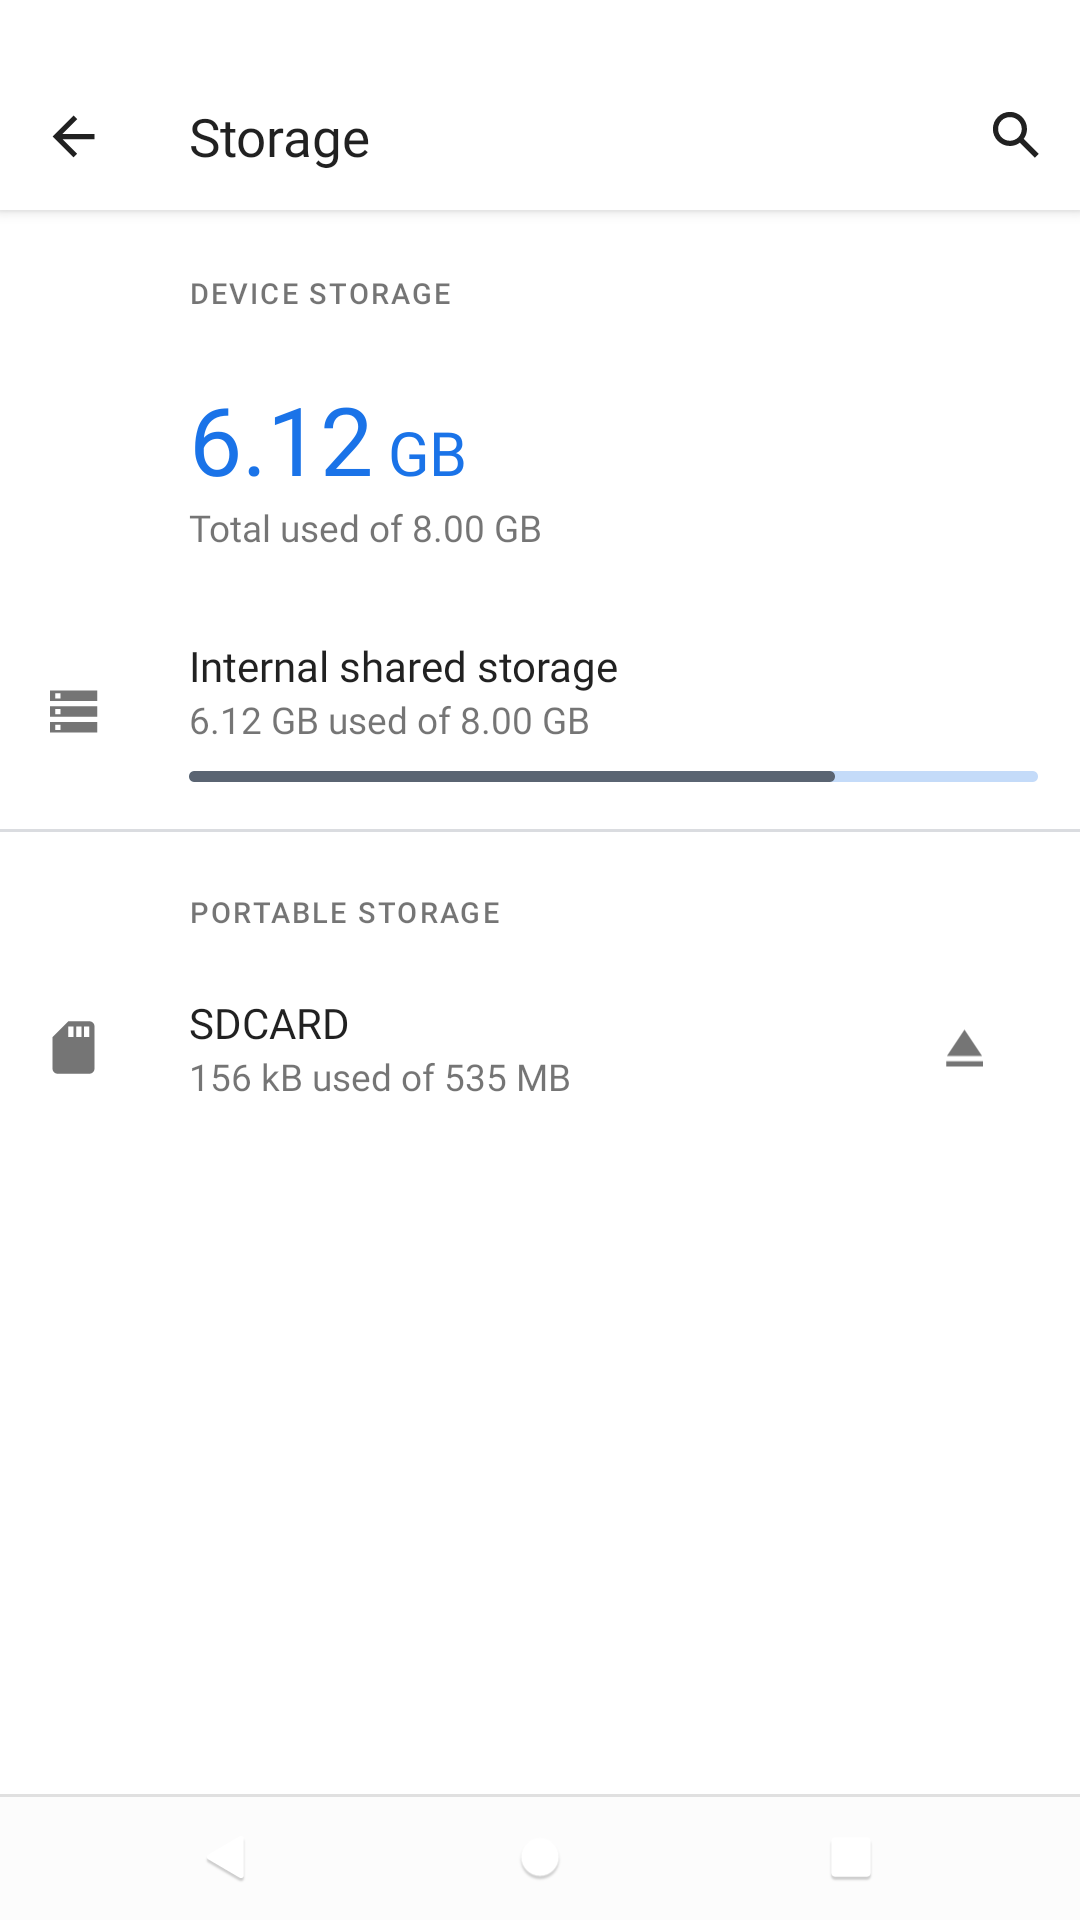 Storage
DEVICE STORAGE
6.12 GB
Total used of 8.00 GB
Internal shared storage
6.12 GB used of 8.00 GB
PORTABLE STORAGE
SDCARD
156 kB used of 535 MB